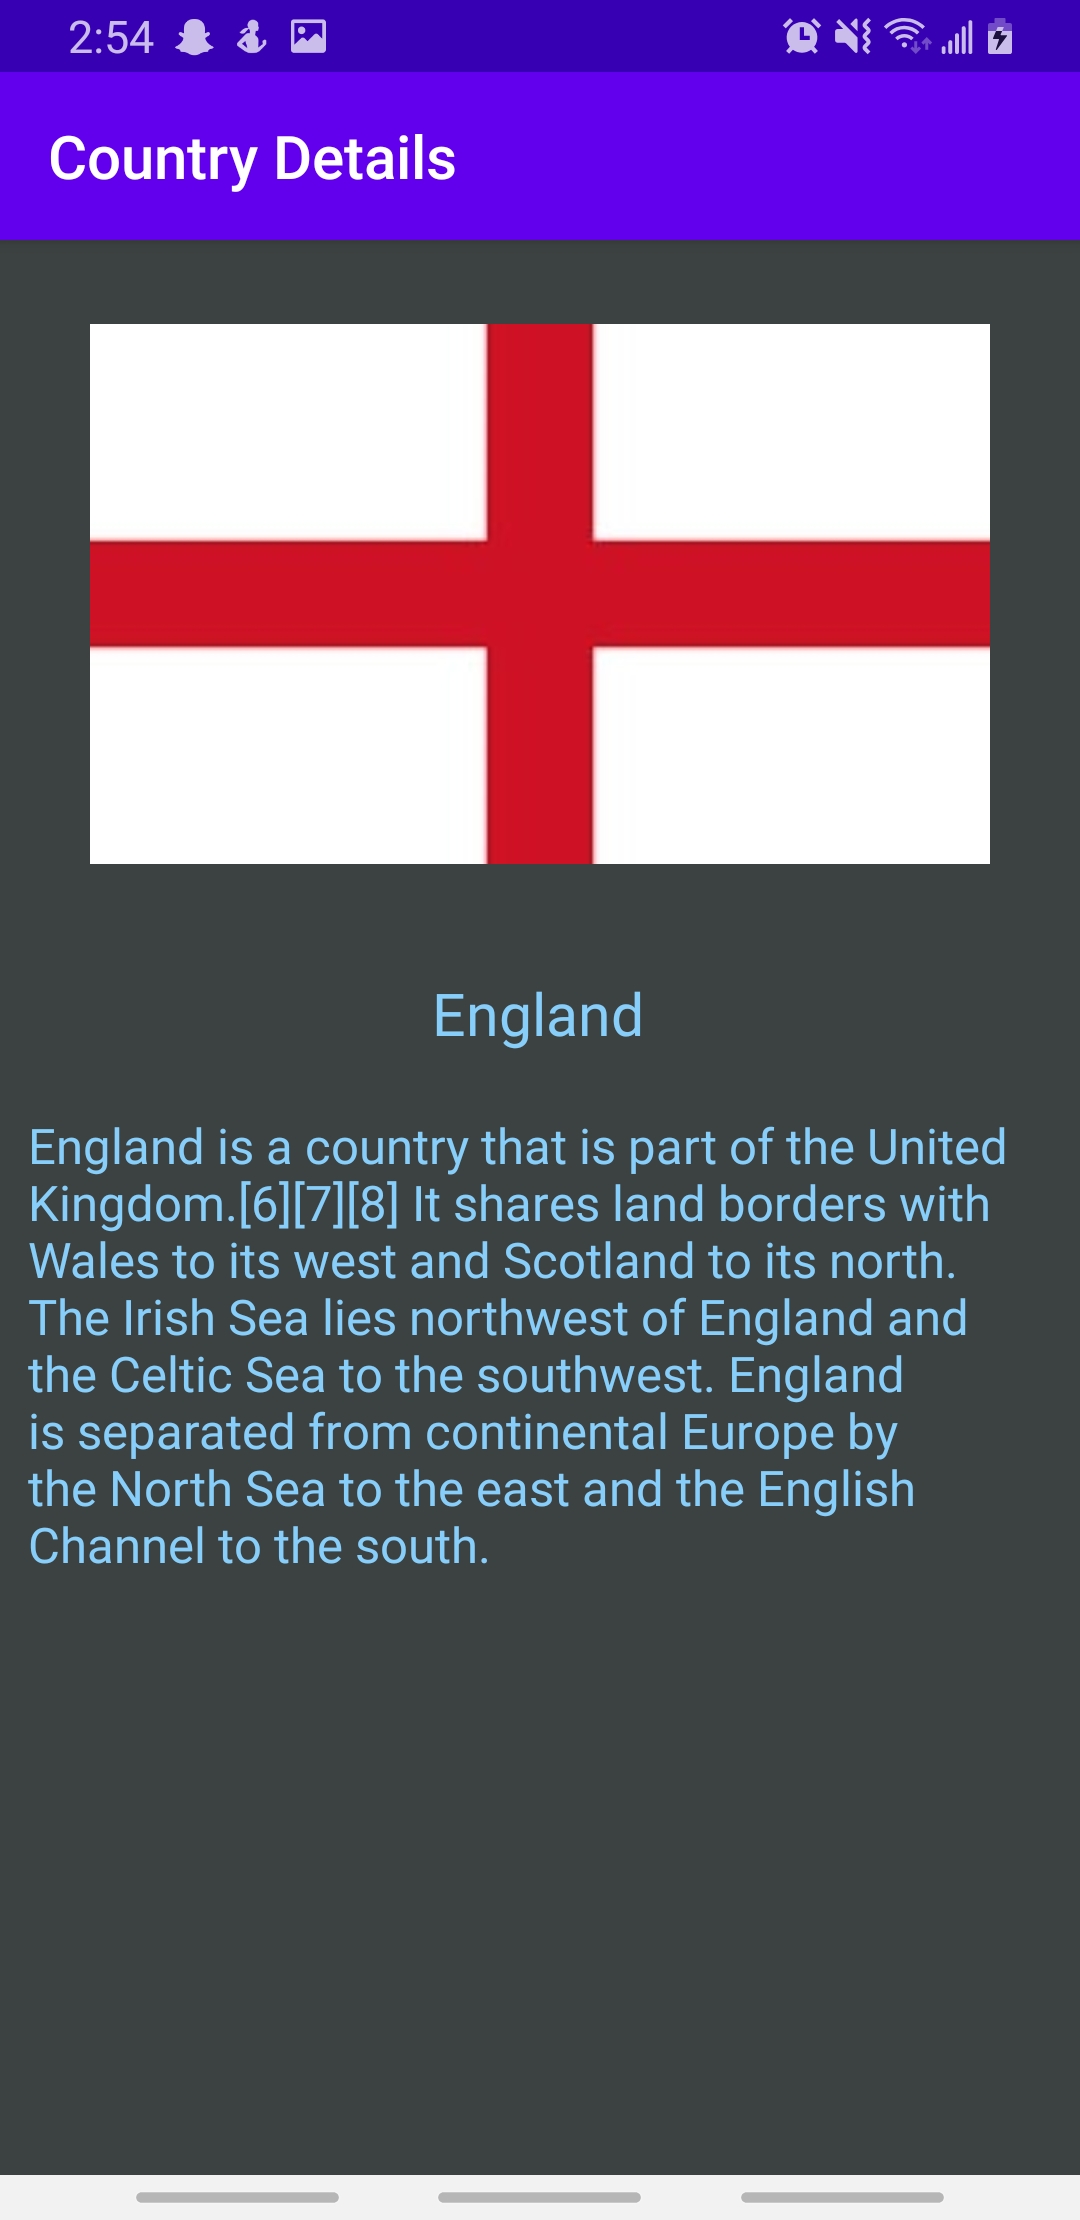 2:54
Country Details
England
England is a country that is part of the United
Kingdom.[6][7][8] It shares land borders with
Wales to its west and Scotland to its north.
The Irish Sea lies northwest of England and
the Celtic Sea to the southwest. England
is separated from continental Europe by
the North Sea to the east and the English
Channel to the south.